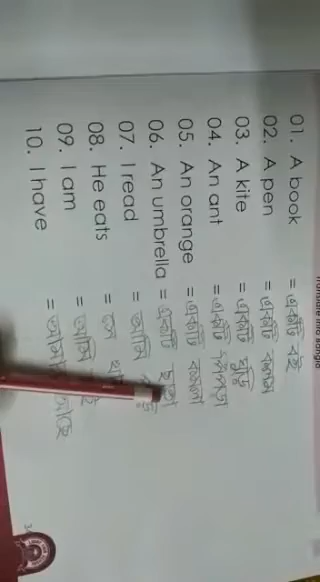 Translate into Bangla
01. A book = একটি বই
02. A pen = একটি কলম
03. A kite = একটি ঘুড়ি
04. An ant = একটি পিঁপড়া
05. An orange = একটি কমলা
06. An umbrella = একটি ছাতা
07. I read = আমি
08. He eats = সে
09. I am = আমি
10. I have = আমার আছে